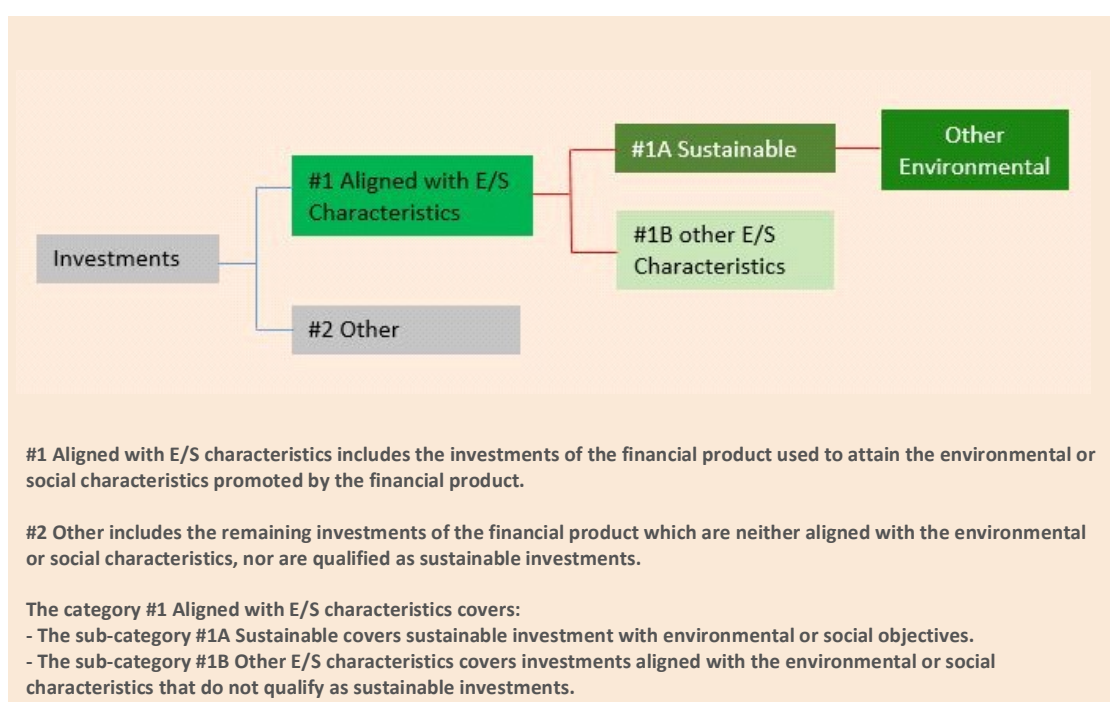 Other
Environmental
#1A Sustainable
#1 Aligned with E/S
Characteristics
#1B other E/S
Characteristics
Investments
#2 Other
#1 Aligned with E/S characteristics includes the investments of the financial product used to attain the environmental or
social characteristics promoted by the financial product.
#2 Other includes the remaining investments of the financial product which are neither aligned with the environmental
or social characteristics, nor are qualified as sustainable investments.
The category #1 Aligned with E/S characteristics covers:
- The sub-category #1A Sustainable covers sustainable investment with environmental or social objectives.
- The sub-category #1B Other E/S characteristics covers investments aligned with the environmental or social
characteristics that do not qualify as sustainable investments.